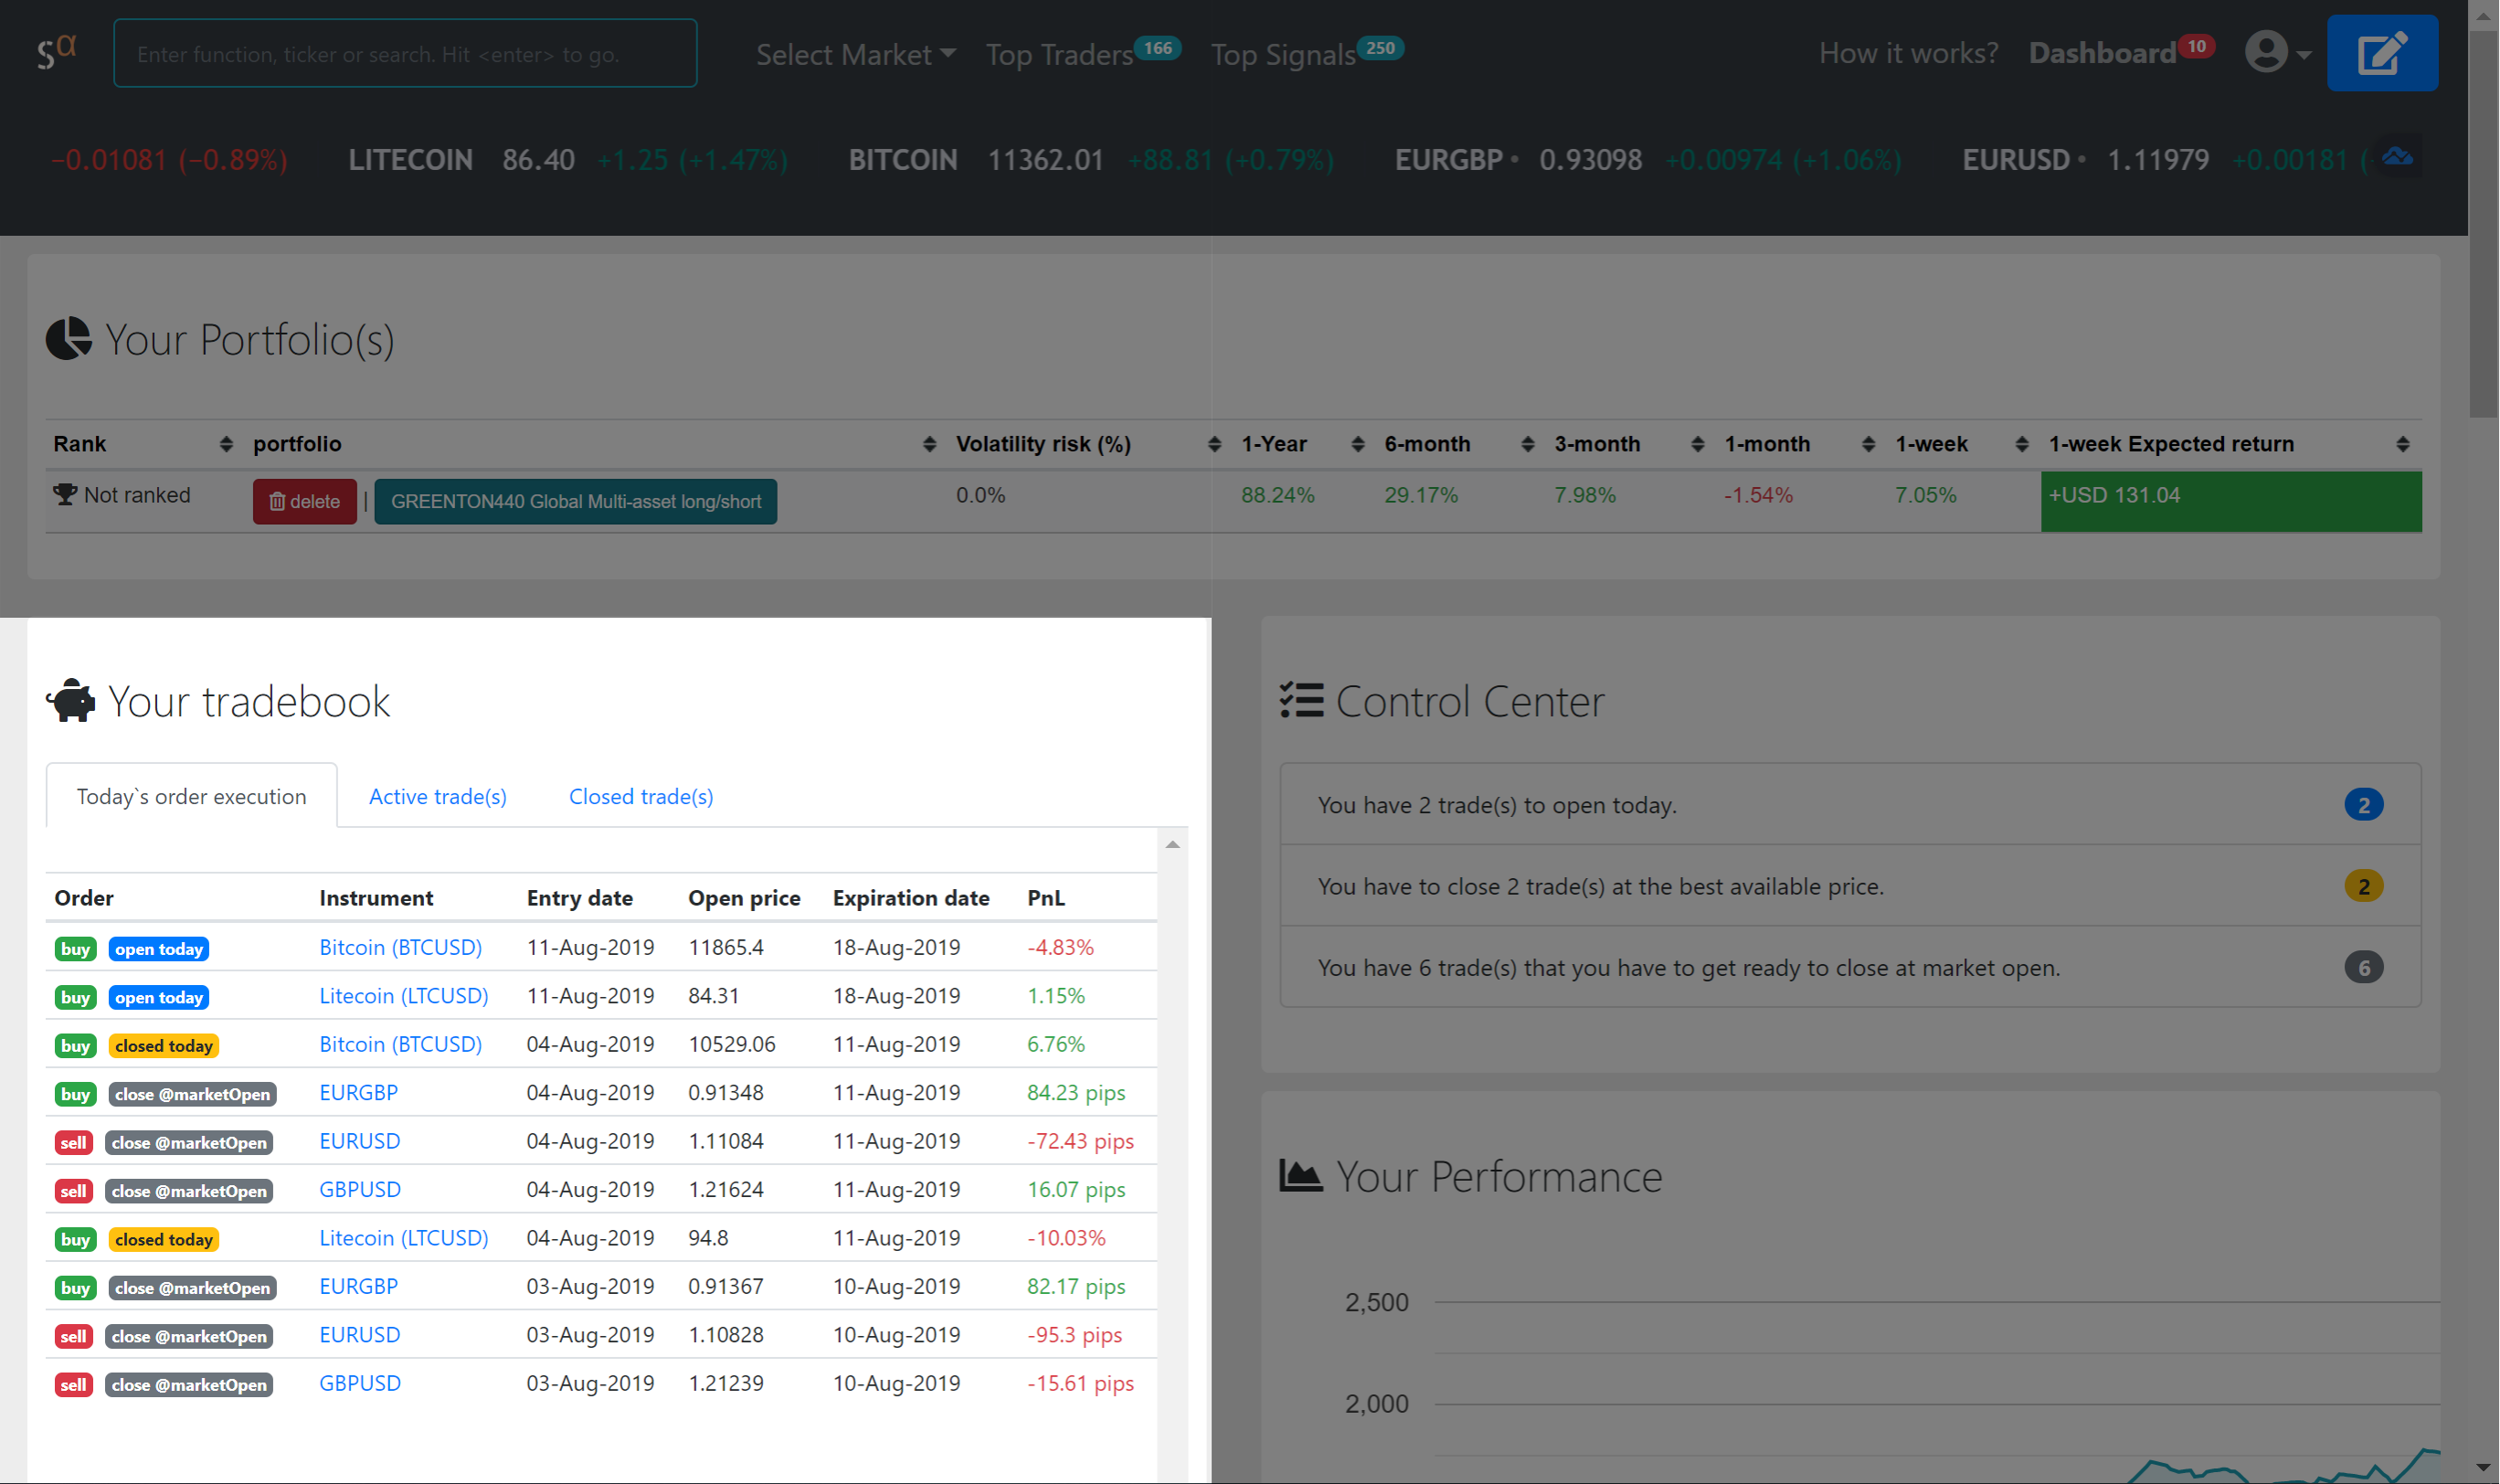 sα Enter function, ticker or search. Hit <enter> to go. Select Market Top Traders 166 Top Signals 250 How it works? Dashboard 10
−0.01081 (−0.89%) LITECOIN 86.40 +1.25 (+1.47%) BITCOIN 11362.01 +88.81 (+0.79%) EURGBP • 0.93098 +0.00974 (+1.06%) EURUSD • 1.11979 +0.00181 (
Your Portfolio(s)
Rank portfolio Volatility risk (%) 1-Year 6-month 3-month 1-month 1-week 1-week Expected return
Not ranked delete | GREENTON440 Global Multi-asset long/short 0.0% 88.24% 29.17% 7.98% -1.54% 7.05% +USD 131.04
Your tradebook
Today`s order execution Active trade(s) Closed trade(s)
Order Instrument Entry date Open price Expiration date PnL
buy open today Bitcoin (BTCUSD) 11-Aug-2019 11865.4 18-Aug-2019 -4.83%
buy open today Litecoin (LTCUSD) 11-Aug-2019 84.31 18-Aug-2019 1.15%
buy closed today Bitcoin (BTCUSD) 04-Aug-2019 10529.06 11-Aug-2019 6.76%
buy close @marketOpen EURGBP 04-Aug-2019 0.91348 11-Aug-2019 84.23 pips
sell close @marketOpen EURUSD 04-Aug-2019 1.11084 11-Aug-2019 -72.43 pips
sell close @marketOpen GBPUSD 04-Aug-2019 1.21624 11-Aug-2019 16.07 pips
buy closed today Litecoin (LTCUSD) 04-Aug-2019 94.8 11-Aug-2019 -10.03%
buy close @marketOpen EURGBP 03-Aug-2019 0.91367 10-Aug-2019 82.17 pips
sell close @marketOpen EURUSD 03-Aug-2019 1.10828 10-Aug-2019 -95.3 pips
sell close @marketOpen GBPUSD 03-Aug-2019 1.21239 10-Aug-2019 -15.61 pips
Control Center
You have 2 trade(s) to open today. 2
You have to close 2 trade(s) at the best available price. 2
You have 6 trade(s) that you have to get ready to close at market open. 6
Your Performance
2,500
2,000